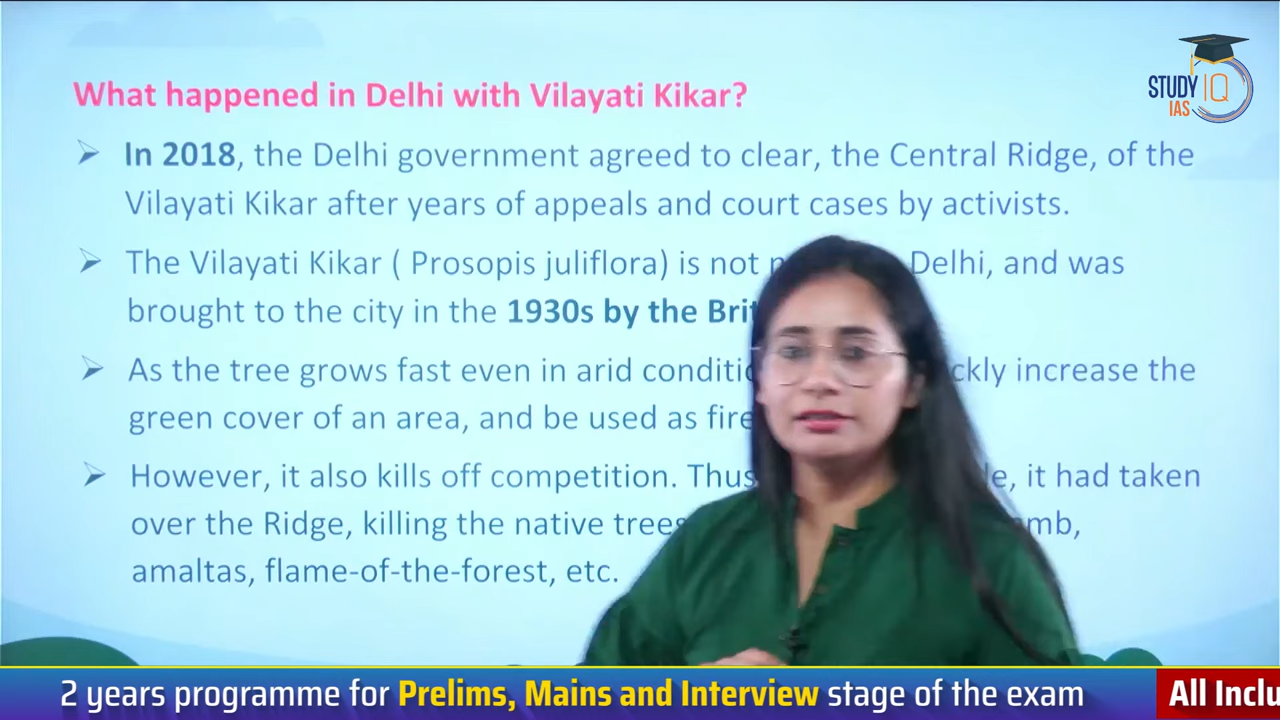 What happened in Delhi with Vilayati Kikar?
STUDY IQ
IAS
➢ In 2018, the Delhi government agreed to clear, the Central Ridge, of the
Vilayati Kikar after years of appeals and court cases by activists.
➢ The Vilayati Kikar ( Prosopis juliflora) is not Delhi, and was
brought to the city in the 1930s by the
➢ As the tree grows fast even in arid increase the
green cover of an area, and be used as
➢ However, it also kills off competition. Thus it had taken
over the Ridge, killing the native
amaltas, flame-of-the-forest, etc.
2 years programme for Prelims, Mains and Interview stage of the exam
All